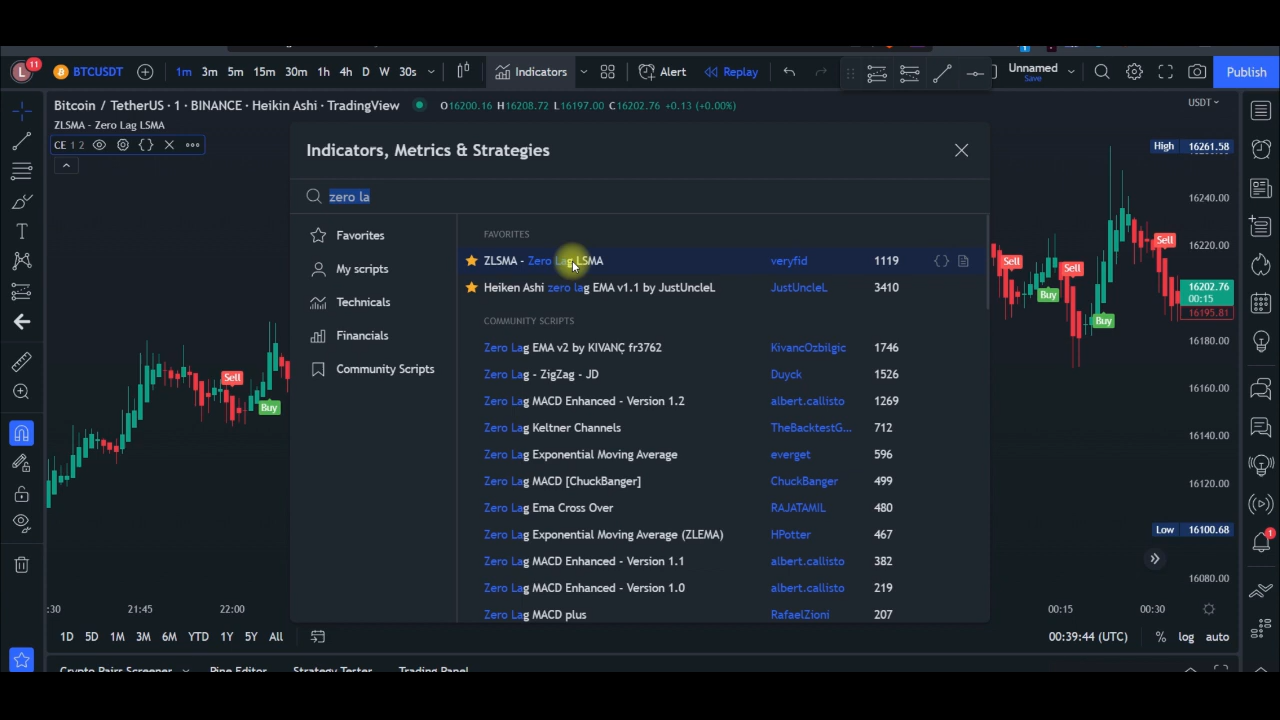 L 11 BTCUSDT 1m 3m 5m 15m 30m 1h 4h D W 30s Indicators Alert Replay Unnamed Save Publish
Bitcoin / TetherUS · 1 · BINANCE · Heikin Ashi · TradingView O16200.16 H16208.72 L16197.00 C16202.76 +0.13 (+0.00%) USDT
ZLSMA - Zero Lag LSMA
CE 1 2
Indicators, Metrics & Strategies
zero la
Favorites
My scripts
Technicals
Financials
Community Scripts
FAVORITES
ZLSMA - Zero Lag LSMA veryfid 1119
Heiken Ashi zero lag EMA v1.1 by JustUncleL JustUncleL 3410
COMMUNITY SCRIPTS
Zero Lag EMA v2 by KIVANÇ fr3762 KivancOzbilgic 1746
Zero Lag - ZigZag - JD Duyck 1526
Zero Lag MACD Enhanced - Version 1.2 albert.callisto 1269
Zero Lag Keltner Channels TheBacktestG... 712
Zero Lag Exponential Moving Average everget 596
Zero Lag MACD [ChuckBanger] ChuckBanger 499
Zero Lag Ema Cross Over RAJATAMIL 480
Zero Lag Exponential Moving Average (ZLEMA) HPotter 467
Zero Lag MACD Enhanced - Version 1.1 albert.callisto 382
Zero Lag MACD Enhanced - Version 1.0 albert.callisto 219
Zero Lag MACD plus RafaelZioni 207
Sell
Buy
Sell
Buy
Sell
Buy
Sell
High 16261.58
16240.00
16220.00
16202.76
00:15
16195.81
16180.00
16160.00
16140.00
16120.00
Low 16100.68
16080.00
1
:30 21:45 22:00 00:15 00:30
1D 5D 1M 3M 6M YTD 1Y 5Y All 00:39:44 (UTC) % log auto
Crypto Pairs Screener Pine Editor Strategy Tester Trading Panel